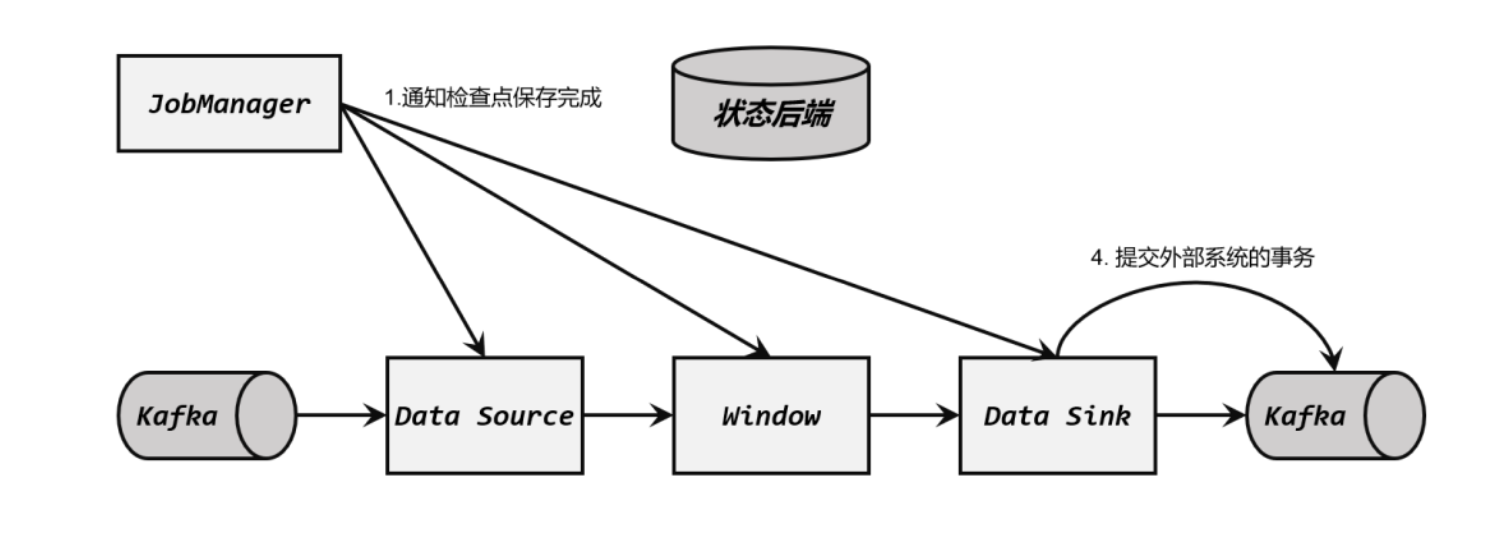 JobManager
1.通知检查点保存完成
状态后端
4. 提交外部系统的事务
Kafka
Data Source
Window
Data Sink
Kafka